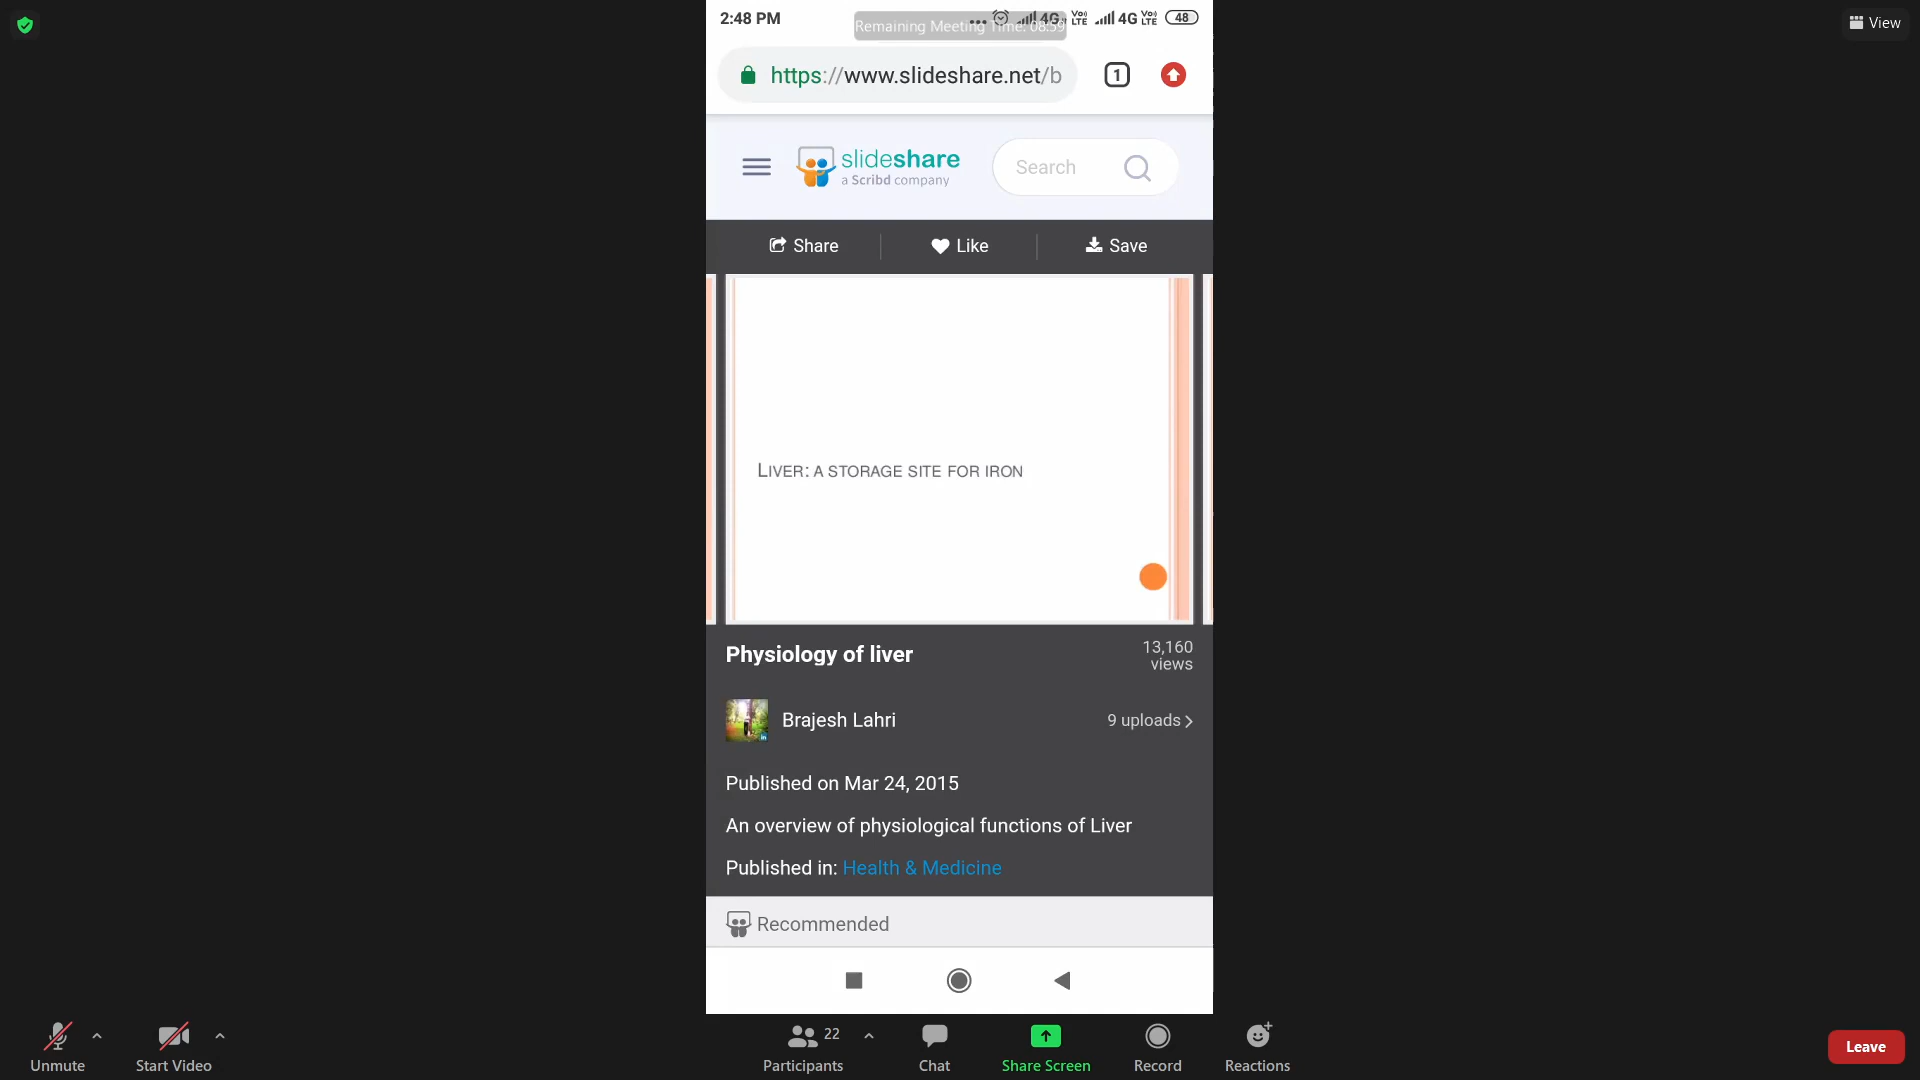 View
2:48 PM
4G
4G
48
Remaining Meeting Time: 08:59
https://www.slideshare.net/b
1
slideshare
a Scribd company
Search
Share
Like
Save
LIVER: A STORAGE SITE FOR IRON
Physiology of liver
13,160
views
Brajesh Lahri
9 uploads
Published on Mar 24, 2015
An overview of physiological functions of Liver
Published in: Health & Medicine
Recommended
22
Unmute
Start Video
Participants
Chat
Share Screen
Record
Reactions
Leave